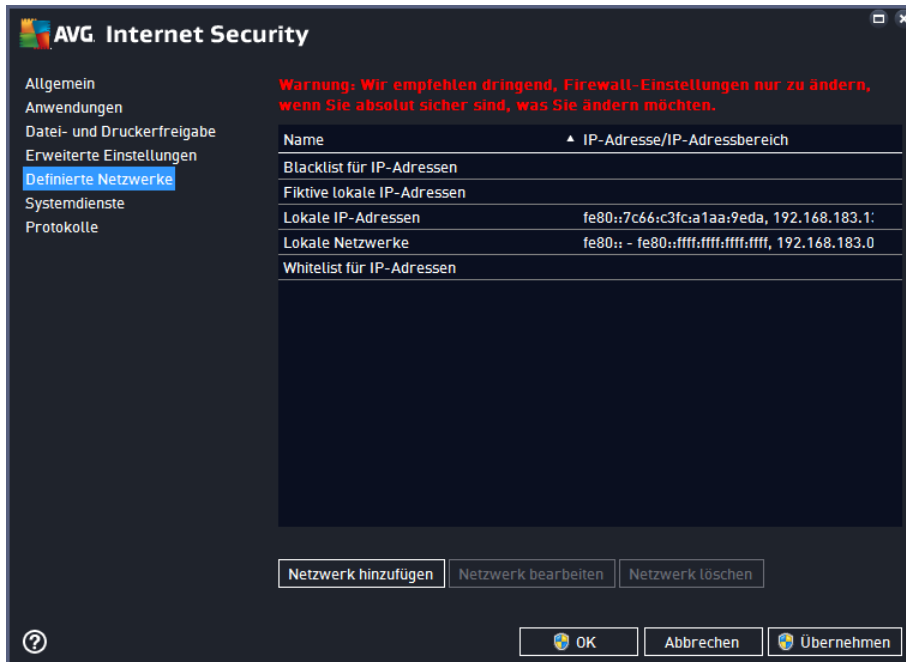 AVG. Internet Security
Allgemein
Anwendungen
Datei- und Druckerfreigabe
Erweiterte Einstellungen
Definierte Netzwerke
Systemdienste
Protokolle
Warnung: Wir empfehlen dringend, Firewall-Einstellungen nur zu ändern,
wenn Sie absolut sicher sind, was Sie ändern möchten.
Name IP-Adresse/IP-Adressbereich
Blacklist für IP-Adressen
Fiktive lokale IP-Adressen
Lokale IP-Adressen fe80::7c66:c3fc:a1aa:9eda, 192.168.183.1
Lokale Netzwerke fe80:: - fe80::ffff:ffff:ffff:ffff, 192.168.183.0
Whitelist für IP-Adressen
Netzwerk hinzufügen Netzwerk bearbeiten Netzwerk löschen
? OK Abbrechen Übernehmen